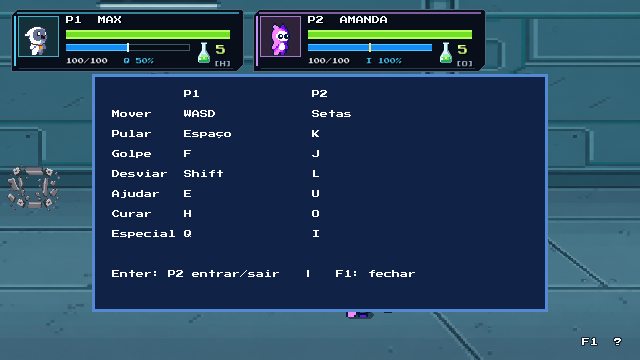 P1 MAX
5
100/100 Q 50% [H]
P2 AMANDA
5
100/100 I 100% [O]
P1 P2
Mover WASD Setas
Pular Espaço K
Golpe F J
Desviar Shift L
Ajudar E U
Curar H O
Especial Q I
Enter: P2 entrar/sair | F1: fechar
F1 ?